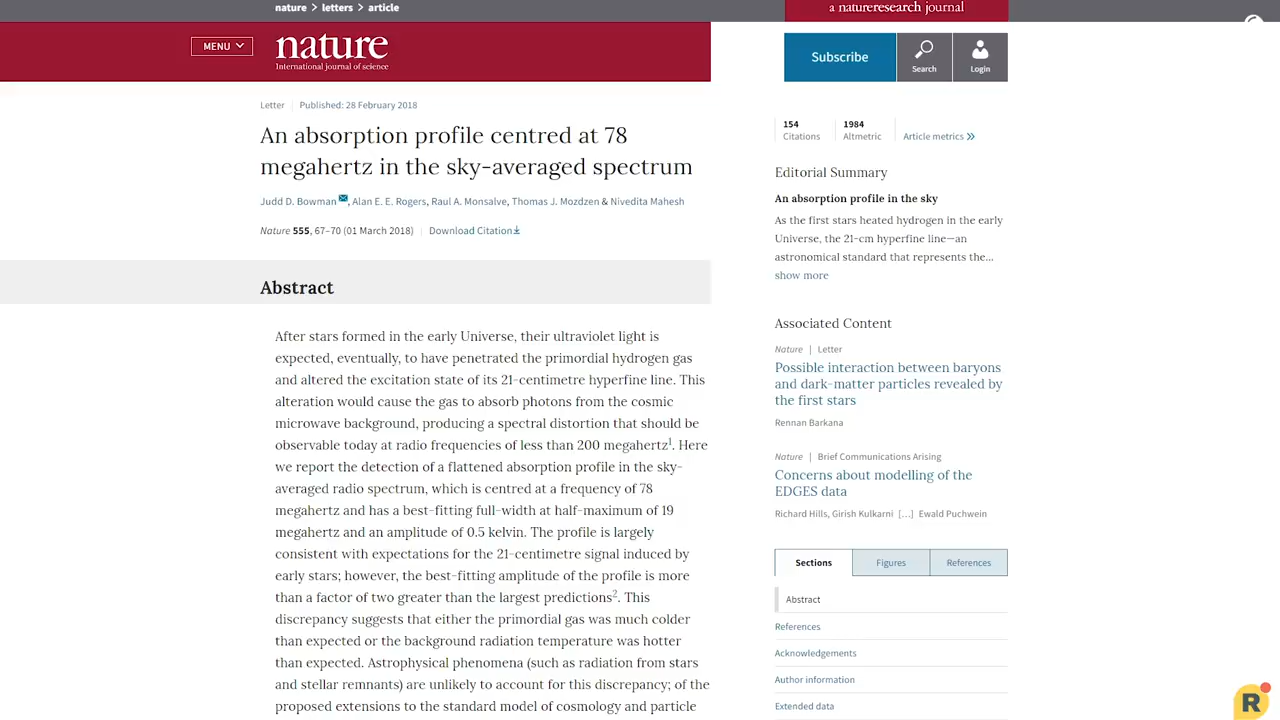 nature > letters > article
a natureresearch journal
MENU
nature
International journal of science
Subscribe
Search
Login
Letter | Published: 28 February 2018
An absorption profile centred at 78
megahertz in the sky-averaged spectrum
Judd D. Bowman, Alan E. E. Rogers, Raul A. Monsalve, Thomas J. Mozdzen & Nivedita Mahesh
Nature 555, 67–70 (01 March 2018) | Download Citation
Abstract
After stars formed in the early Universe, their ultraviolet light is
expected, eventually, to have penetrated the primordial hydrogen gas
and altered the excitation state of its 21-centimetre hyperfine line. This
alteration would cause the gas to absorb photons from the cosmic
microwave background, producing a spectral distortion that should be
observable today at radio frequencies of less than 200 megahertz1. Here
we report the detection of a flattened absorption profile in the sky-
averaged radio spectrum, which is centred at a frequency of 78
megahertz and has a best-fitting full-width at half-maximum of 19
megahertz and an amplitude of 0.5 kelvin. The profile is largely
consistent with expectations for the 21-centimetre signal induced by
early stars; however, the best-fitting amplitude of the profile is more
than a factor of two greater than the largest predictions2. This
discrepancy suggests that either the primordial gas was much colder
than expected or the background radiation temperature was hotter
than expected. Astrophysical phenomena (such as radiation from stars
and stellar remnants) are unlikely to account for this discrepancy; of the
proposed extensions to the standard model of cosmology and particle
154
Citations
1984
Altmetric
Article metrics »
Editorial Summary
An absorption profile in the sky
As the first stars heated hydrogen in the early
Universe, the 21-cm hyperfine line—an
astronomical standard that represents the…
show more
Associated Content
Nature | Letter
Possible interaction between baryons
and dark-matter particles revealed by
the first stars
Rennan Barkana
Nature | Brief Communications Arising
Concerns about modelling of the
EDGES data
Richard Hills, Girish Kulkarni […] Ewald Puchwein
Sections
Figures
References
Abstract
References
Acknowledgements
Author information
Extended data
R